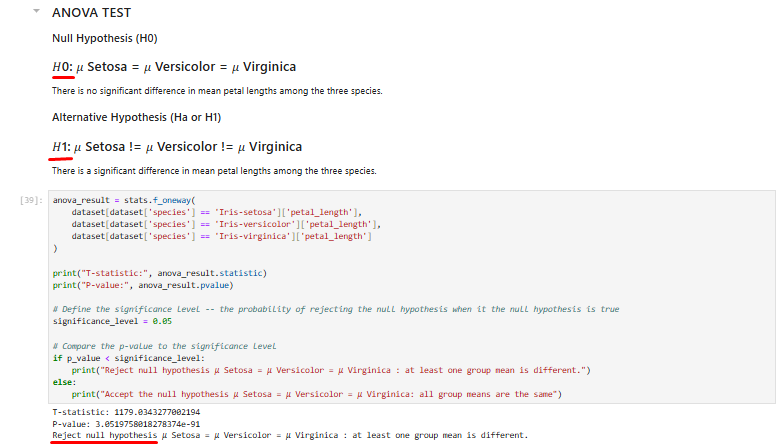 ANOVA TEST
Null Hypothesis (H0)
H0: μ Setosa = μ Versicolor = μ Virginica
There is no significant difference in mean petal lengths among the three species.
Alternative Hypothesis (Ha or H1)
H1: μ Setosa != μ Versicolor != μ Virginica
There is a significant difference in mean petal lengths among the three species.
[39]: anova_result = stats.f_oneway(
    dataset[dataset['species'] == 'Iris-setosa']['petal_length'],
    dataset[dataset['species'] == 'Iris-versicolor']['petal_length'],
    dataset[dataset['species'] == 'Iris-virginica']['petal_length']
)
print("T-statistic:", anova_result.statistic)
print("P-value:", anova_result.pvalue)
# Define the significance level -- the probability of rejecting the null hypothesis when it the null hypothesis is true
significance_level = 0.05
# Compare the p-value to the significance level
if p_value < significance_level:
    print("Reject null hypothesis μ Setosa = μ Versicolor = μ Virginica : at least one group mean is different.")
else:
    print("Accept the null hypothesis μ Setosa = μ Versicolor = μ Virginica: all group means are the same")
T-statistic: 1179.0343277002194
P-value: 3.0519758018278374e-91
Reject null hypothesis μ Setosa = μ Versicolor = μ Virginica : at least one group mean is different.